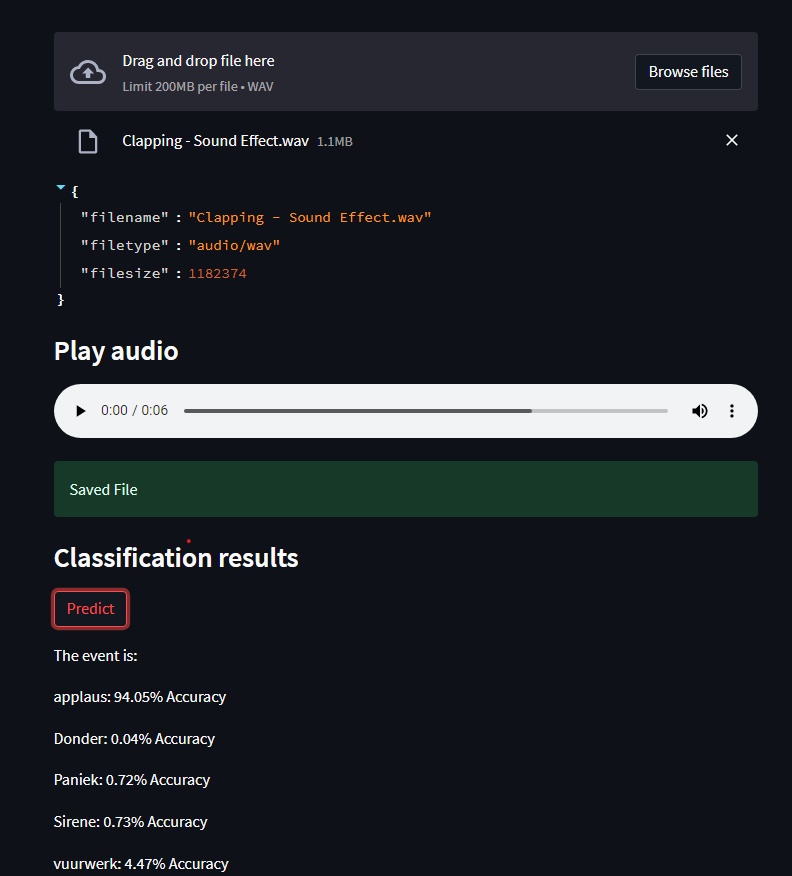 Drag and drop file here
Limit 200MB per file • WAV
Browse files
Clapping - Sound Effect.wav 1.1MB
{
"filename" : "Clapping - Sound Effect.wav"
"filetype" : "audio/wav"
"filesize" : 1182374
}
Play audio
0:00 / 0:06
Saved File
Classification results
Predict
The event is:
applaus: 94.05% Accuracy
Donder: 0.04% Accuracy
Paniek: 0.72% Accuracy
Sirene: 0.73% Accuracy
vuurwerk: 4.47% Accuracy